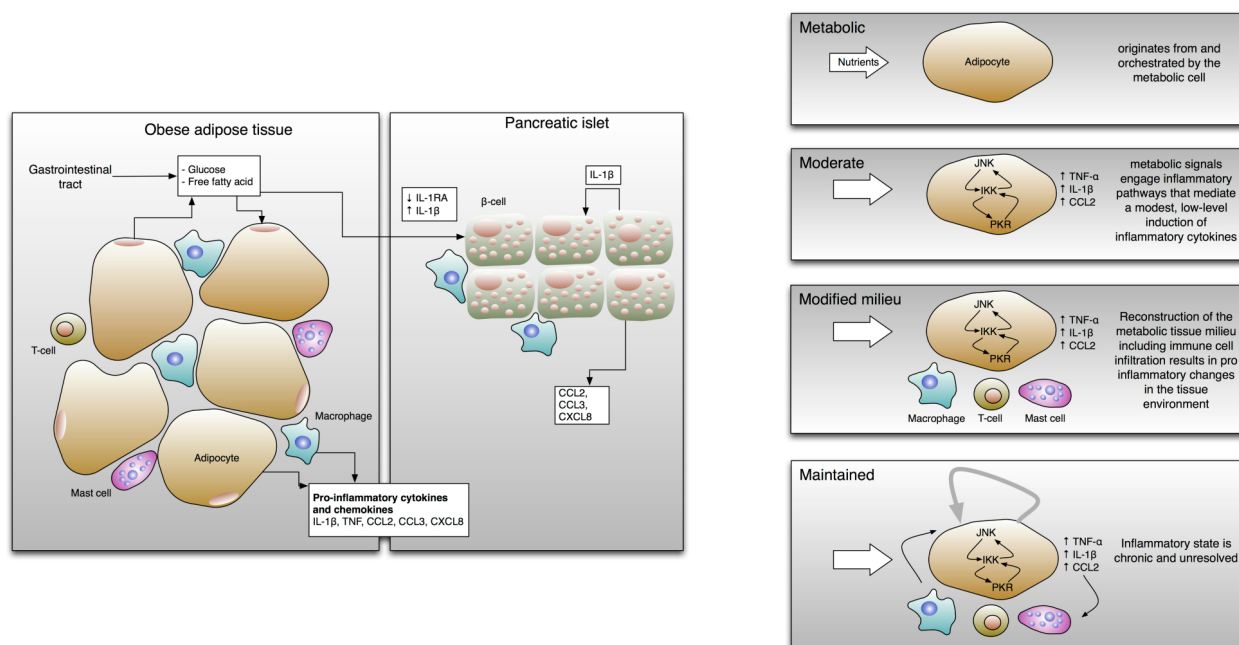 Obese adipose tissue
Gastrointestinal
tract
- Glucose
- Free fatty acid
T-cell
Macrophage
Adipocyte
Mast cell
Pro-inflammatory cytokines
and chemokines
IL-1β, TNF, CCL2, CCL3, CXCL8
Pancreatic islet
↓ IL-1RA
↑ IL-1β
β-cell
IL-1β
CCL2,
CCL3,
CXCL8
Metabolic
Nutrients
Adipocyte
originates from and
orchestrated by the
metabolic cell
Moderate
JNK
IKK
PKR
↑ TNF-α
↑ IL-1β
↑ CCL2
metabolic signals
engage inflammatory
pathways that mediate
a modest, low-level
induction of
inflammatory cytokines
Modified milieu
JNK
IKK
PKR
↑ TNF-α
↑ IL-1β
↑ CCL2
Macrophage
T-cell
Mast cell
Reconstruction of the
metabolic tissue milieu
including immune cell
infiltration results in pro
inflammatory changes
in the tissue
environment
Maintained
JNK
IKK
PKR
↑ TNF-α
↑ IL-1β
↑ CCL2
Inflammatory state is
chronic and unresolved